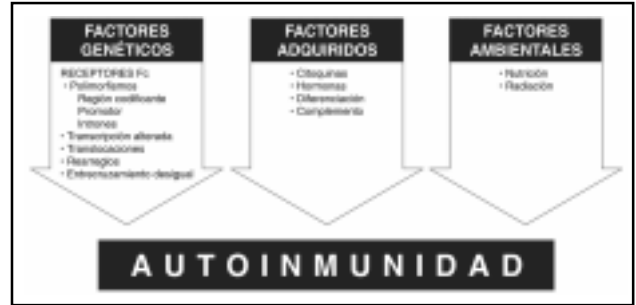 FACTORES
GENÉTICOS
RECEPTORES Fc
• Polimorfismos
Región codificante
Promotor
Intrones
• Transcripción alterada
• Translocaciones
• Rearreglos
• Entrecruzamiento desigual
FACTORES
ADQUIRIDOS
• Citoquinas
• Hormonas
• Diferenciación
• Complemento
FACTORES
AMBIENTALES
• Nutrición
• Radiación
AUTOINMUNIDAD